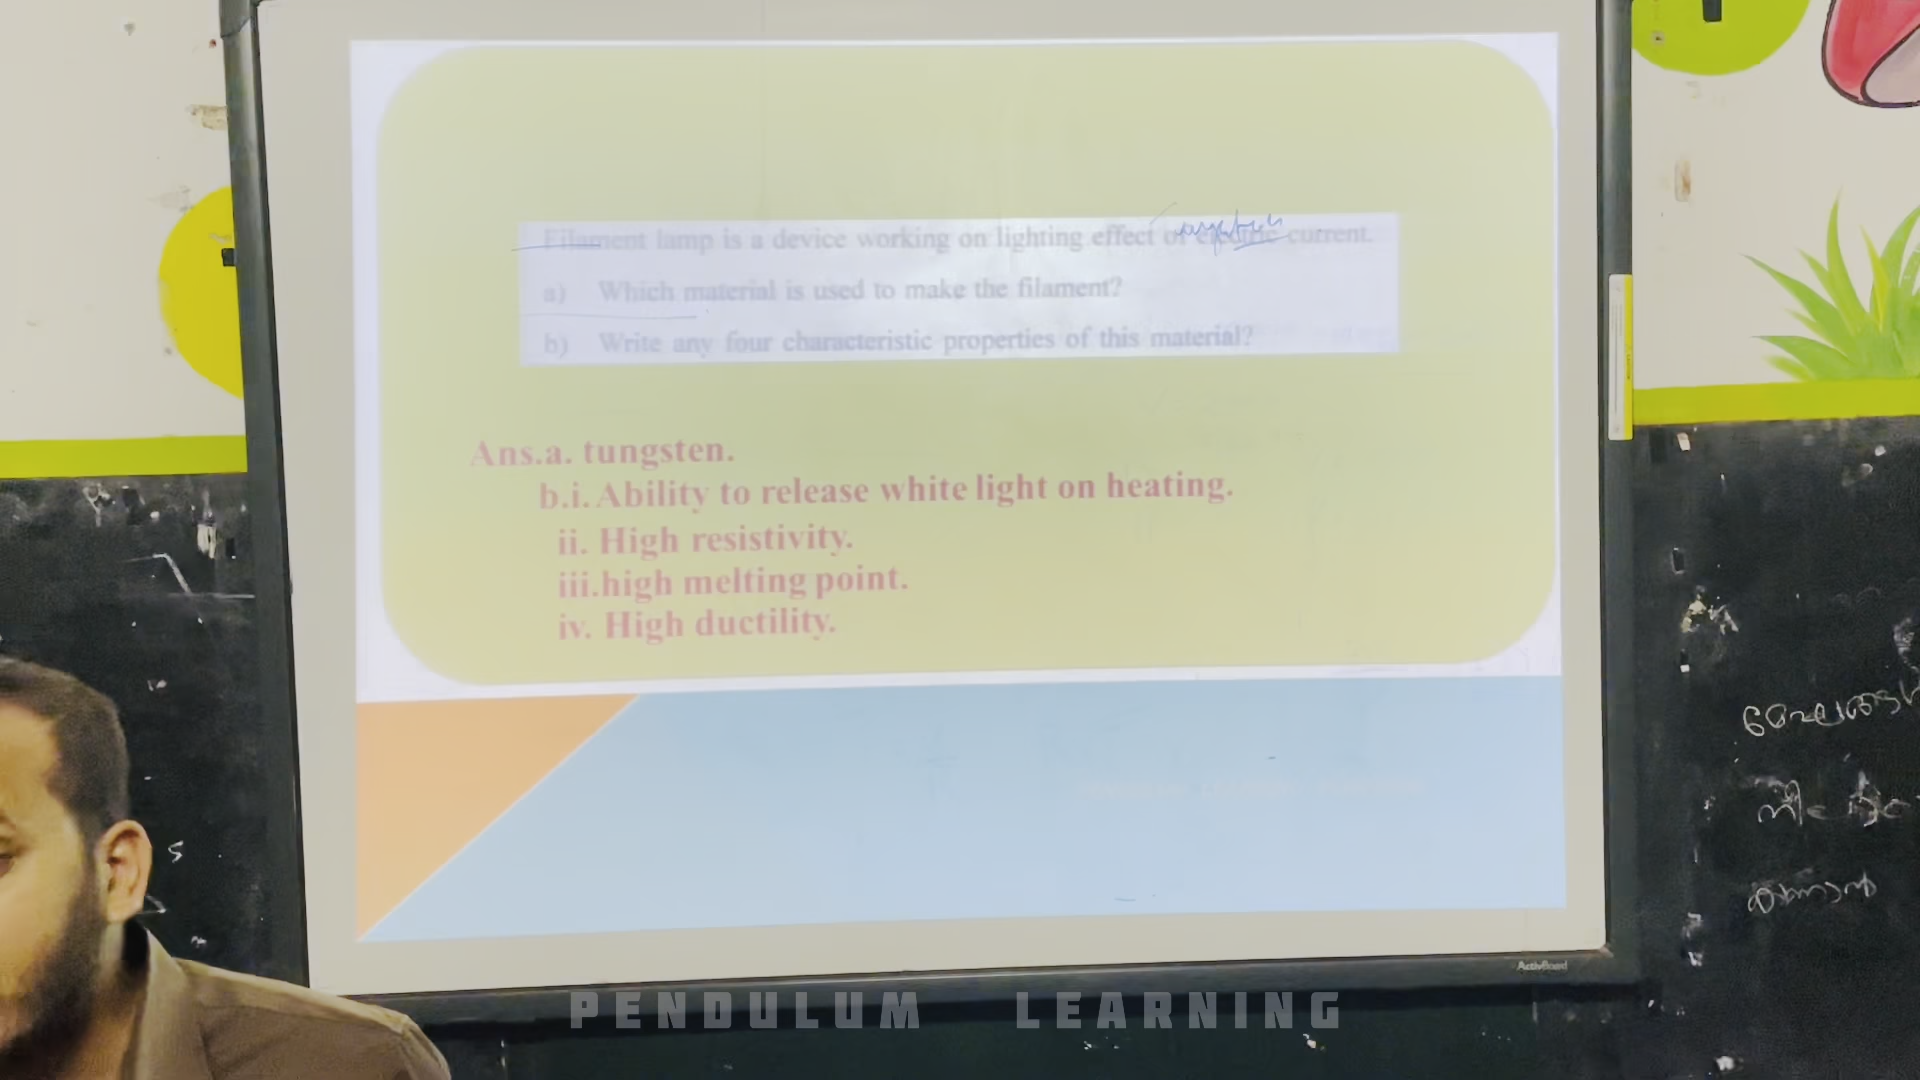 Filament lamp is a device working on lighting effect of electric current.
a) Which material is used to make the filament?
b) Write any four characteristic properties of this material?
Ans.a. tungsten.
b.i. Ability to release white light on heating.
ii. High resistivity.
iii.high melting point.
iv. High ductility.
ActivBoard
PENDULUM LEARNING